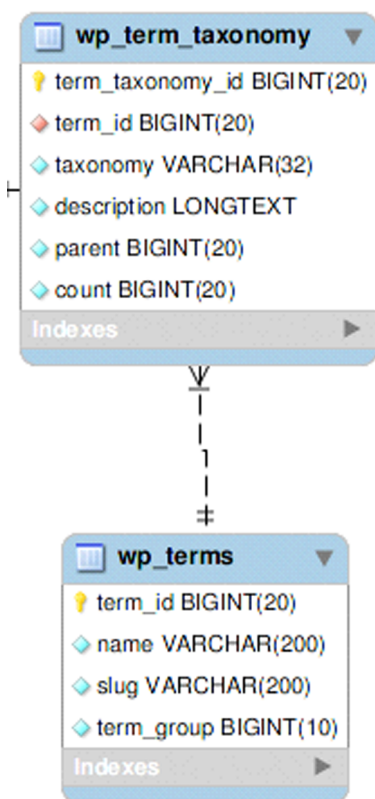 wp_term_taxonomy
term_taxonomy_id BIGINT(20)
term_id BIGINT(20)
taxonomy VARCHAR(32)
description LONGTEXT
parent BIGINT(20)
count BIGINT(20)
Indexes
wp_terms
term_id BIGINT(20)
name VARCHAR(200)
slug VARCHAR(200)
term_group BIGINT(10)
Indexes